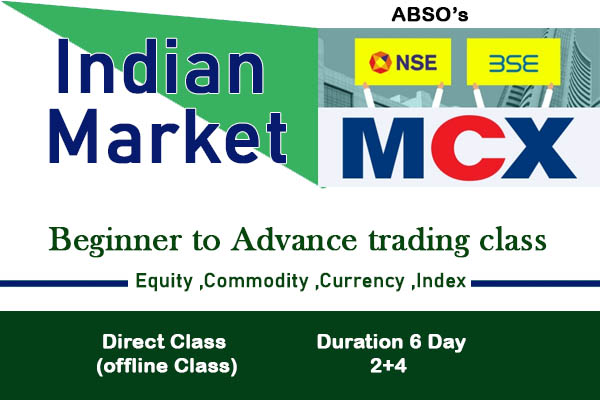 ABSO's
Indian
Market
NSE
BSE
MCX
Beginner to Advance trading class
Equity ,Commodity ,Currency ,Index
Direct Class
(offline Class)
Duration 6 Day
2+4